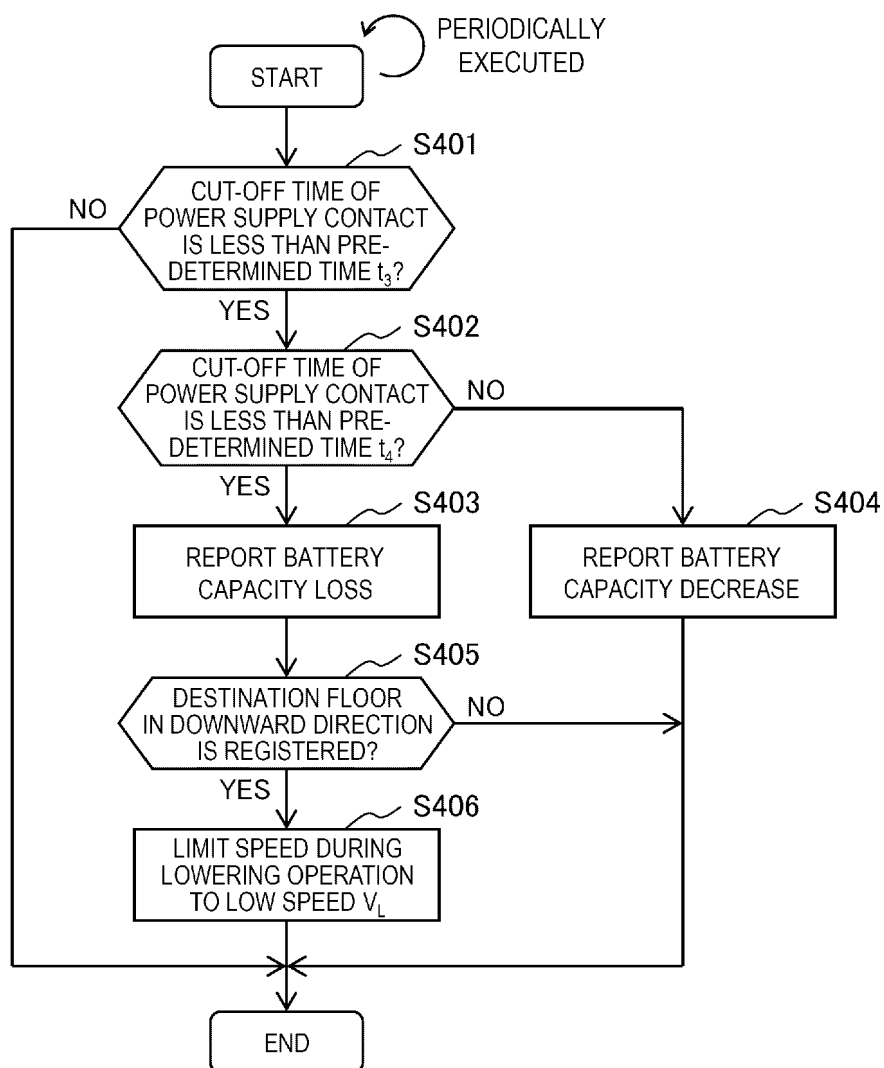 PERIODICALLY
EXECUTED
START
S401
CUT-OFF TIME OF
POWER SUPPLY CONTACT
IS LESS THAN PRE-
DETERMINED TIME t₃?
NO
YES
S402
CUT-OFF TIME OF
POWER SUPPLY CONTACT
IS LESS THAN PRE-
DETERMINED TIME t₄?
NO
YES
S403
REPORT BATTERY
CAPACITY LOSS
S404
REPORT BATTERY
CAPACITY DECREASE
S405
DESTINATION FLOOR
IN DOWNWARD DIRECTION
IS REGISTERED?
NO
YES
S406
LIMIT SPEED DURING
LOWERING OPERATION
TO LOW SPEED V_L
END